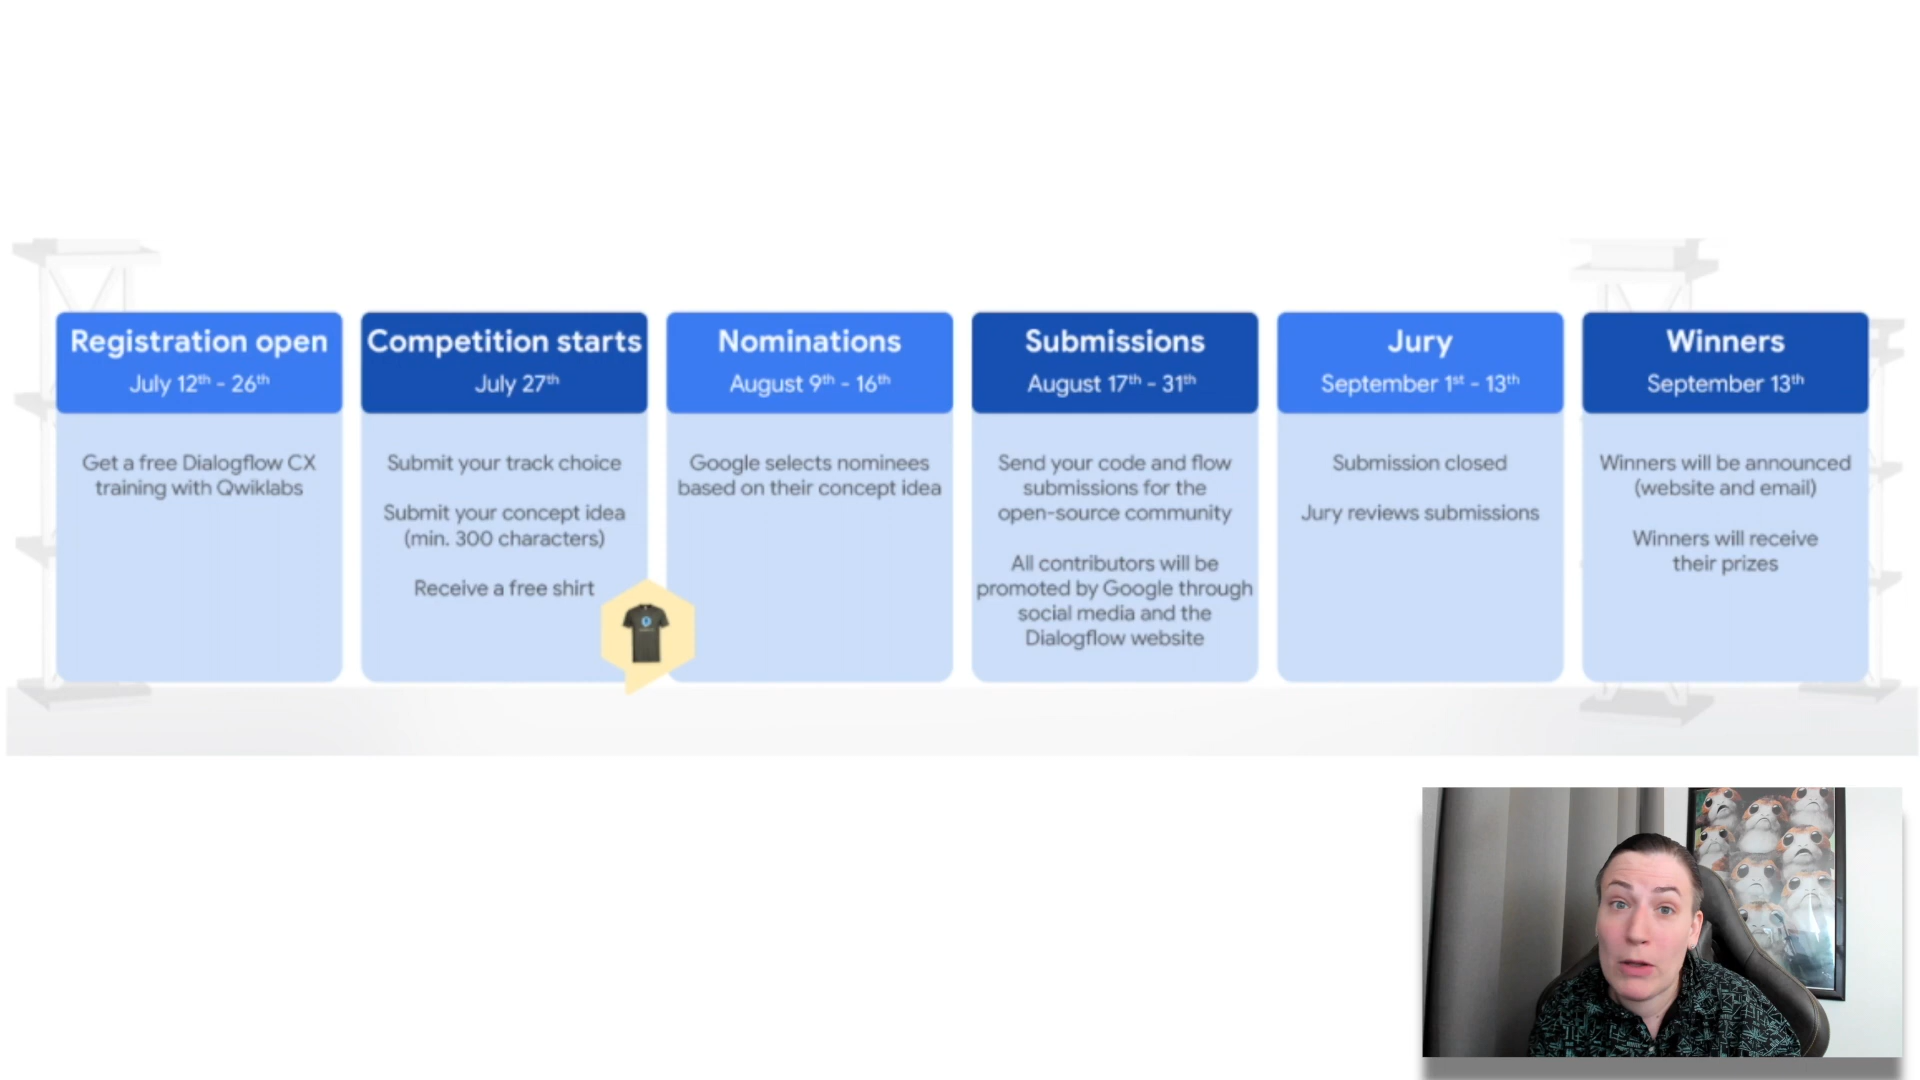 Registration open
July 12th - 26th
Get a free Dialogflow CX
training with Qwiklabs
Competition starts
July 27th
Submit your track choice
Submit your concept idea
(min. 300 characters)
Receive a free shirt
Nominations
August 9th - 16th
Google selects nominees
based on their concept idea
Submissions
August 17th - 31th
Send your code and flow
submissions for the
open-source community
All contributors will be
promoted by Google through
social media and the
Dialogflow website
Jury
September 1st - 13th
Submission closed
Jury reviews submissions
Winners
September 13th
Winners will be announced
(website and email)
Winners will receive
their prizes